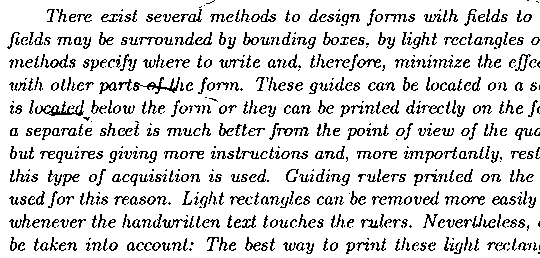 There exist several methods to design forms with fields to
fields may be surrounded by bounding boxes, by light rectangles o
methods specify where to write and, therefore, minimize the effe
with other parts of the form. These guides can be located on a s
is located below the form or they can be printed directly on the fo
a separate sheet is much better from the point of view of the qua
but requires giving more instructions and, more importantly, rest
this type of acquisition is used. Guiding rulers printed on the
used for this reason. Light rectangles can be removed more easily
whenever the handwritten text touches the rulers. Nevertheless,
be taken into account: The best way to print these light rectang